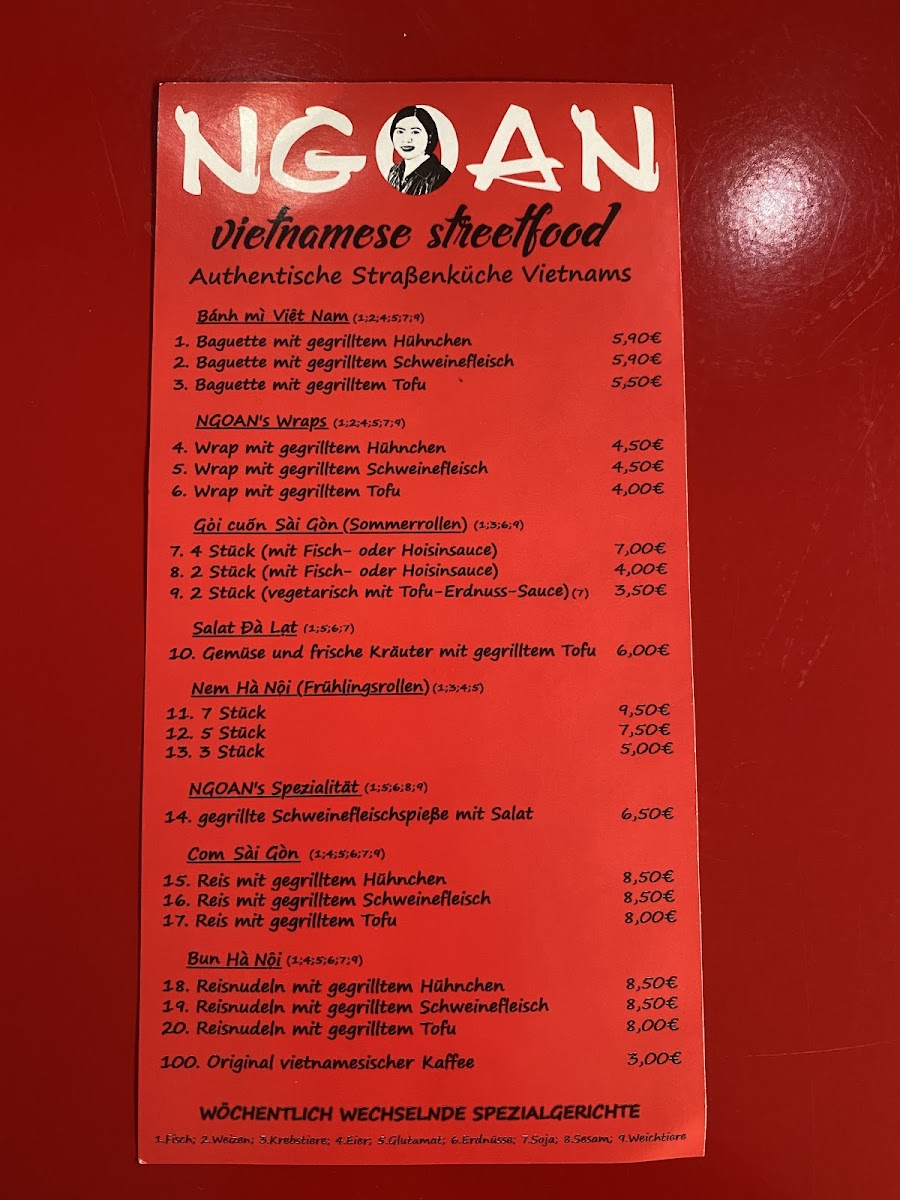 NGOAN
vietnamese streetfood
Authentische Straßenküche Vietnams
Bánh mì Việt Nam (1;2;4;5;7;9)
1. Baguette mit gegrilltem Hühnchen 5,90€
2. Baguette mit gegrilltem Schweinefleisch 5,90€
3. Baguette mit gegrilltem Tofu 5,50€
NGOAN's Wraps (1;2;4;5;7;9)
4. Wrap mit gegrilltem Hühnchen 4,50€
5. Wrap mit gegrilltem Schweinefleisch 4,50€
6. Wrap mit gegrilltem Tofu 4,00€
Gỏi cuốn Sài Gòn (Sommerrollen) (1;3;6;9)
7. 4 Stück (mit Fisch- oder Hoisinsauce) 7,00€
8. 2 Stück (mit Fisch- oder Hoisinsauce) 4,00€
9. 2 Stück (vegetarisch mit Tofu-Erdnuss-Sauce) (7) 3,50€
Salat Đà Lạt (1;5;6;7)
10. Gemüse und frische Kräuter mit gegrilltem Tofu 6,00€
Nem Hà Nội (Frühlingsrollen) (1;3;4;5)
11. 7 Stück 9,50€
12. 5 Stück 7,50€
13. 3 Stück 5,00€
NGOAN's Spezialität (1;5;6;8;9)
14. gegrillte Schweinefleischspieße mit Salat 6,50€
Com Sài Gòn (1;4;5;6;7;9)
15. Reis mit gegrilltem Hühnchen 8,50€
16. Reis mit gegrilltem Schweinefleisch 8,50€
17. Reis mit gegrilltem Tofu 8,00€
Bun Hà Nội (1;4;5;6;7;9)
18. Reisnudeln mit gegrilltem Hühnchen 8,50€
19. Reisnudeln mit gegrilltem Schweinefleisch 8,50€
20. Reisnudeln mit gegrilltem Tofu 8,00€
100. Original vietnamesischer Kaffee 3,00€
WÖCHENTLICH WECHSELNDE SPEZIALGERICHTE
1.Fisch; 2.Weizen; 3.Krebstiere; 4.Eier; 5.Glutamat; 6.Erdnüsse; 7.Soja; 8.Sesam; 9.Weichtiere